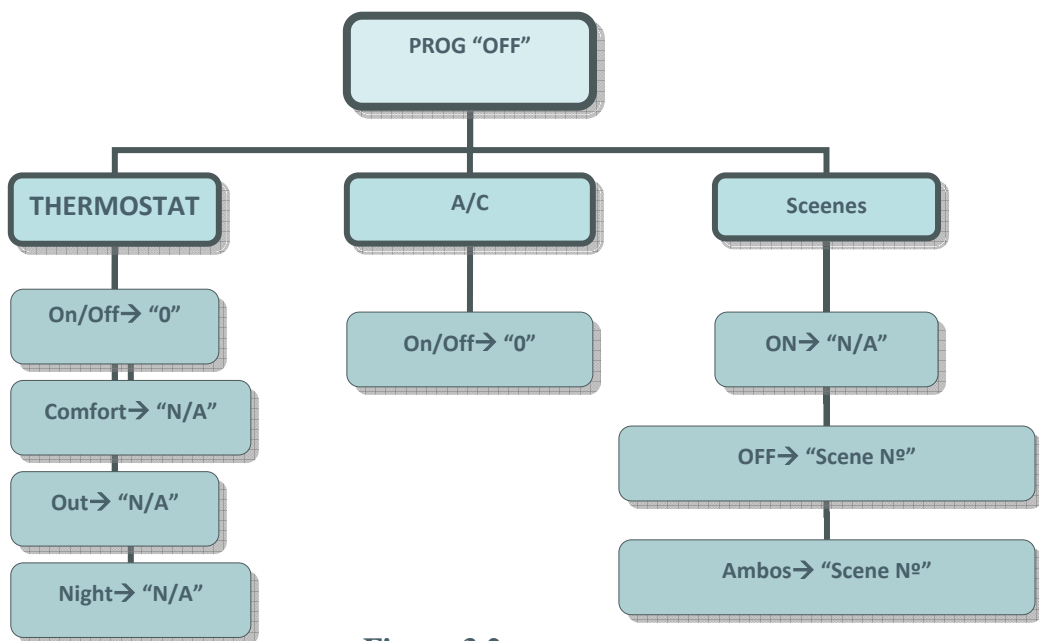 PROG “OFF”
THERMOSTAT
On/Off→ “0”
Comfort→ “N/A”
Out→ “N/A”
Night→ “N/A”
A/C
On/Off→ “0”
Sceenes
ON→ “N/A”
OFF→ “Scene Nº”
Ambos→ “Scene Nº”